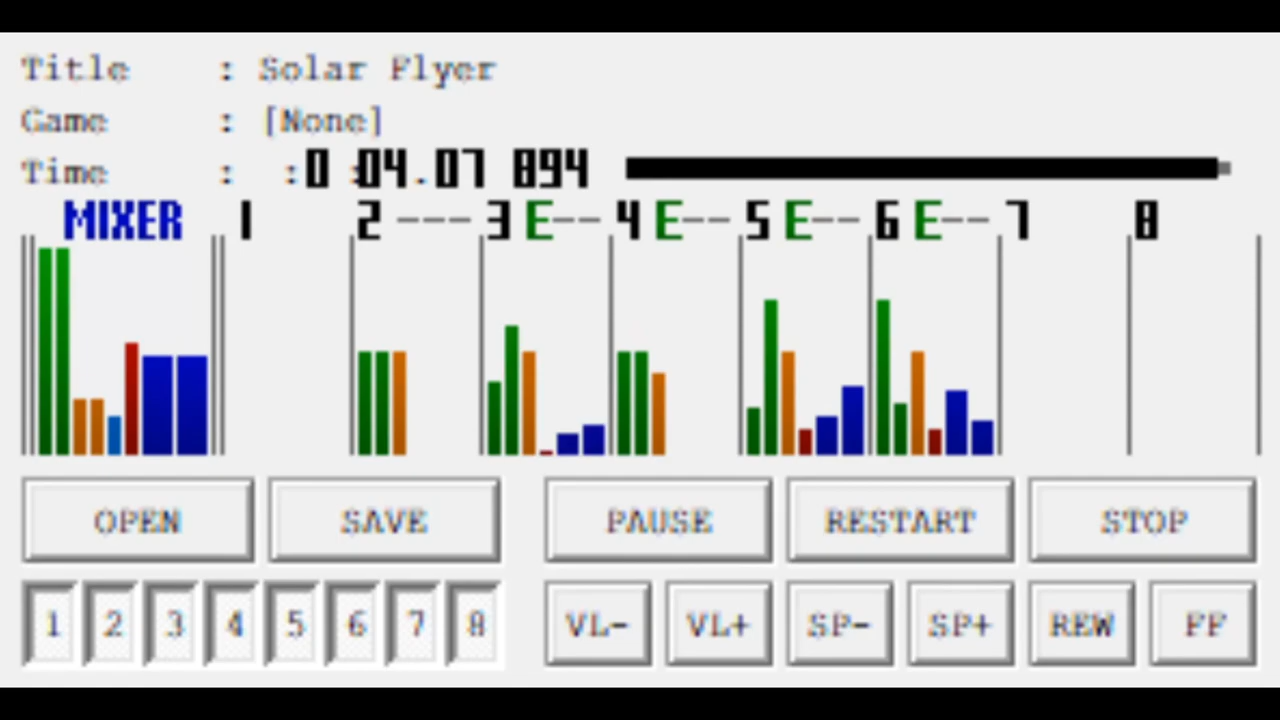 Title : Solar Flyer
Game : [None]
Time : : 0 : 04.07 894
MIXER 1 2 --- 3 E-- 4 E-- 5 E-- 6 E-- 7 8
OPEN SAVE PAUSE RESTART STOP
1 2 3 4 5 6 7 8 VL- VL+ SP- SP+ REW FF